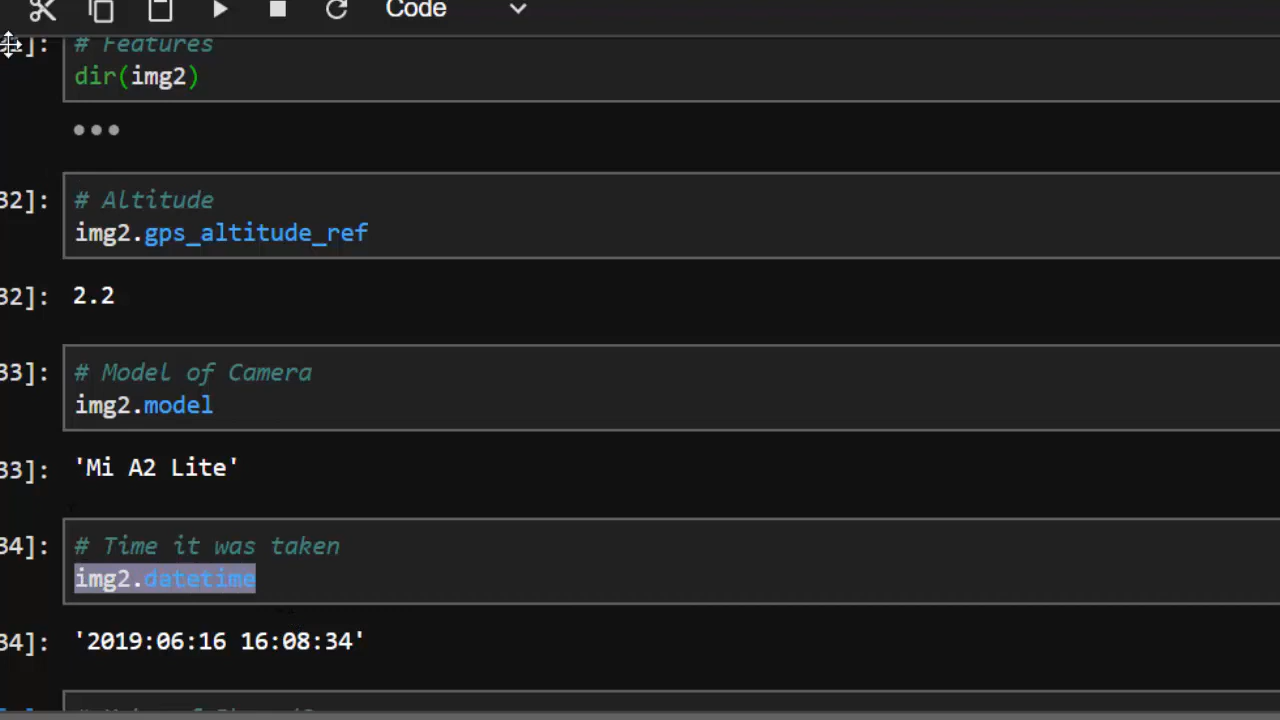 Code
# Features
dir(img2)
32]: # Altitude
img2.gps_altitude_ref
32]: 2.2
33]: # Model of Camera
img2.model
33]: 'Mi A2 Lite'
34]: # Time it was taken
img2.datetime
34]: '2019:06:16 16:08:34'